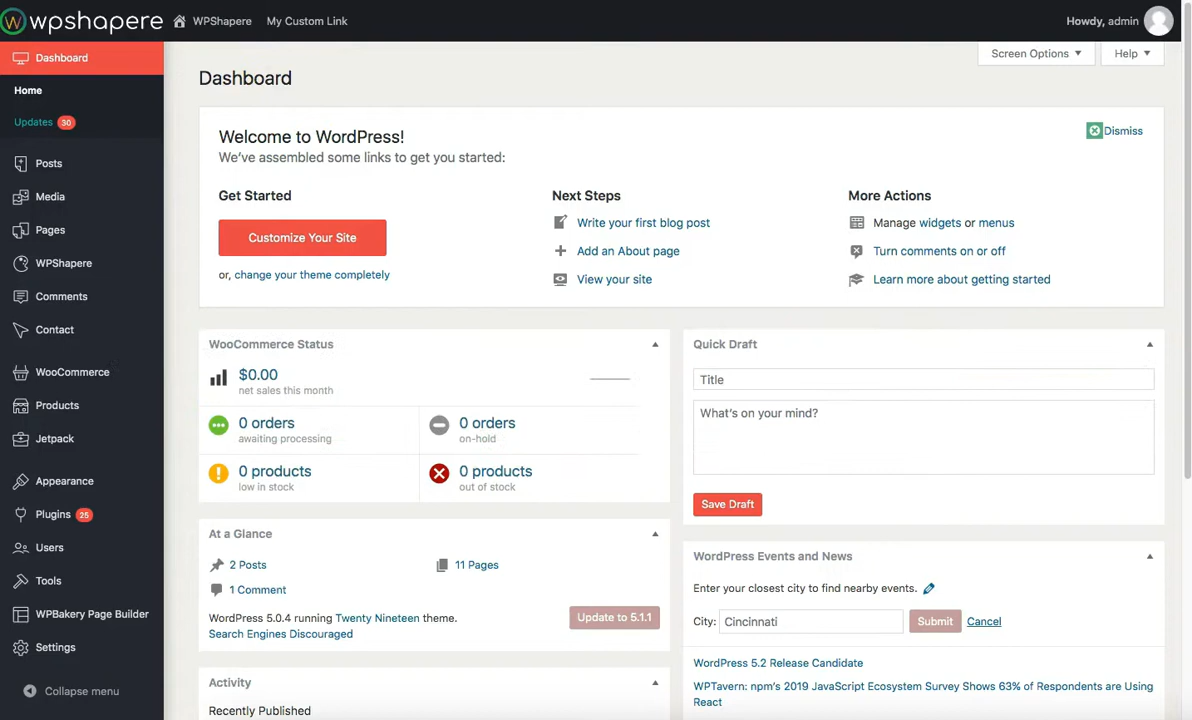 wpshapere WPShapere My Custom Link Howdy, admin
Dashboard
Home
Updates 30
Posts
Media
Pages
WPShapere
Comments
Contact
WooCommerce
Products
Jetpack
Appearance
Plugins 25
Users
Tools
WPBakery Page Builder
Settings
Collapse menu
Screen Options ▼ Help ▼
Dashboard
Welcome to WordPress!
We've assembled some links to get you started:
Dismiss
Get Started
Customize Your Site
or, change your theme completely
Next Steps
Write your first blog post
Add an About page
View your site
More Actions
Manage widgets or menus
Turn comments on or off
Learn more about getting started
WooCommerce Status
$0.00
net sales this month
0 orders
awaiting processing
0 orders
on-hold
0 products
low in stock
0 products
out of stock
At a Glance
2 Posts
11 Pages
1 Comment
WordPress 5.0.4 running Twenty Nineteen theme.
Update to 5.1.1
Search Engines Discouraged
Activity
Recently Published
Quick Draft
Title
What's on your mind?
Save Draft
WordPress Events and News
Enter your closest city to find nearby events.
City: Cincinnati Submit Cancel
WordPress 5.2 Release Candidate
WPTavern: npm's 2019 JavaScript Ecosystem Survey Shows 63% of Respondents are Using
React